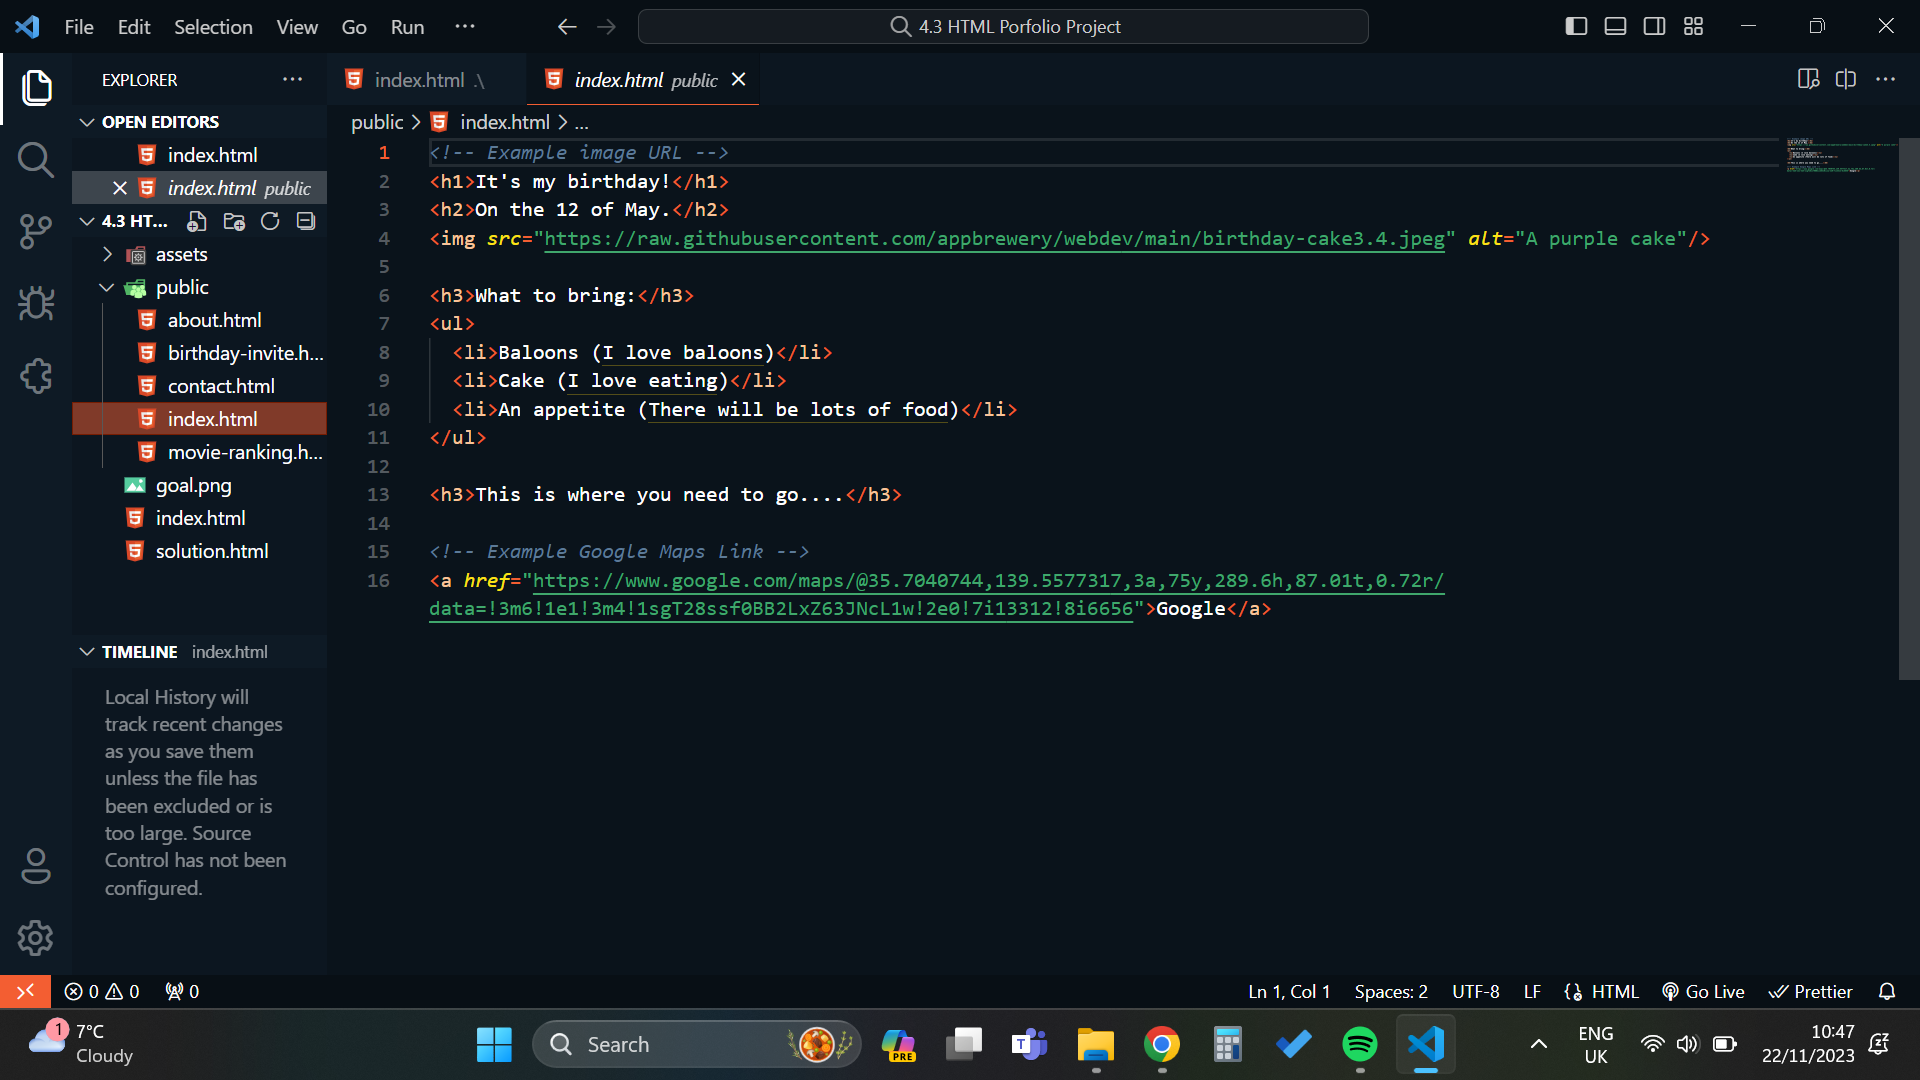 File Edit Selection View Go Run ...
4.3 HTML Porfolio Project
EXPLORER
OPEN EDITORS
index.html
index.html public
4.3 HT...
assets
public
about.html
birthday-invite.h...
contact.html
index.html
movie-ranking.h...
goal.png
index.html
solution.html
TIMELINE index.html
Local History will
track recent changes
as you save them
unless the file has
been excluded or is
too large. Source
Control has not been
configured.
index.html .\
index.html public
public > index.html > ...
1 <!-- Example image URL -->
2 <h1>It's my birthday!</h1>
3 <h2>On the 12 of May.</h2>
4 <img src="https://raw.githubusercontent.com/appbrewery/webdev/main/birthday-cake3.4.jpeg" alt="A purple cake"/>
5
6 <h3>What to bring:</h3>
7 <ul>
8 <li>Baloons (I love baloons)</li>
9 <li>Cake (I love eating)</li>
10 <li>An appetite (There will be lots of food)</li>
11 </ul>
12
13 <h3>This is where you need to go....</h3>
14
15 <!-- Example Google Maps Link -->
16 <a href="https://www.google.com/maps/@35.7040744,139.5577317,3a,75y,289.6h,87.01t,0.72r/
data=!3m6!1e1!3m4!1sgT28ssf0BB2LxZ63JNcL1w!2e0!7i13312!8i6656">Google</a>
0 0 0
Ln 1, Col 1 Spaces: 2 UTF-8 LF HTML Go Live Prettier
1
7°C
Cloudy
Search
PRE
T
ENG
UK
10:47
22/11/2023